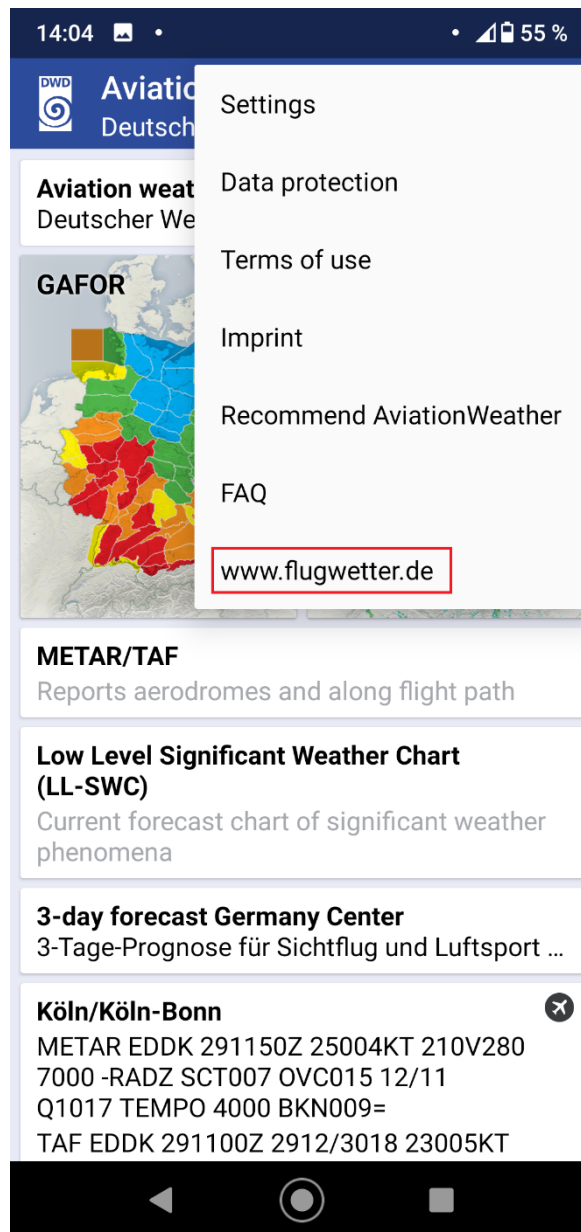 14:04
55 %
DWD
Aviatio
Deutsch
Settings
Data protection
Terms of use
Imprint
Recommend AviationWeather
FAQ
www.flugwetter.de
Aviation weat
Deutscher We
GAFOR
METAR/TAF
Reports aerodromes and along flight path
Low Level Significant Weather Chart
(LL-SWC)
Current forecast chart of significant weather
phenomena
3-day forecast Germany Center
3-Tage-Prognose für Sichtflug und Luftsport ...
Köln/Köln-Bonn
METAR EDDK 291150Z 25004KT 210V280
7000 -RADZ SCT007 OVC015 12/11
Q1017 TEMPO 4000 BKN009=
TAF EDDK 291100Z 2912/3018 23005KT